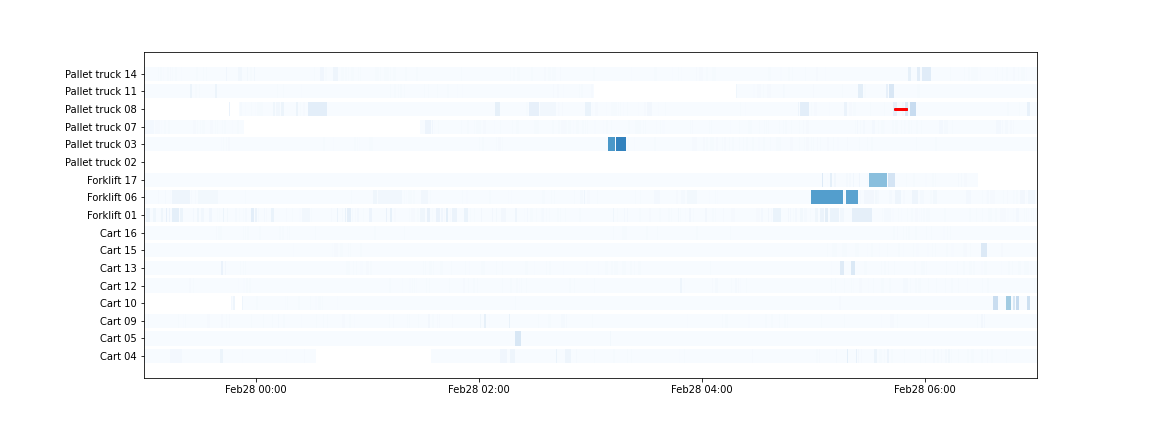 Pallet truck 14
Pallet truck 11
Pallet truck 08
Pallet truck 07
Pallet truck 03
Pallet truck 02
Forklift 17
Forklift 06
Forklift 01
Cart 16
Cart 15
Cart 13
Cart 12
Cart 10
Cart 09
Cart 05
Cart 04
Feb28 00:00 Feb28 02:00 Feb28 04:00 Feb28 06:00